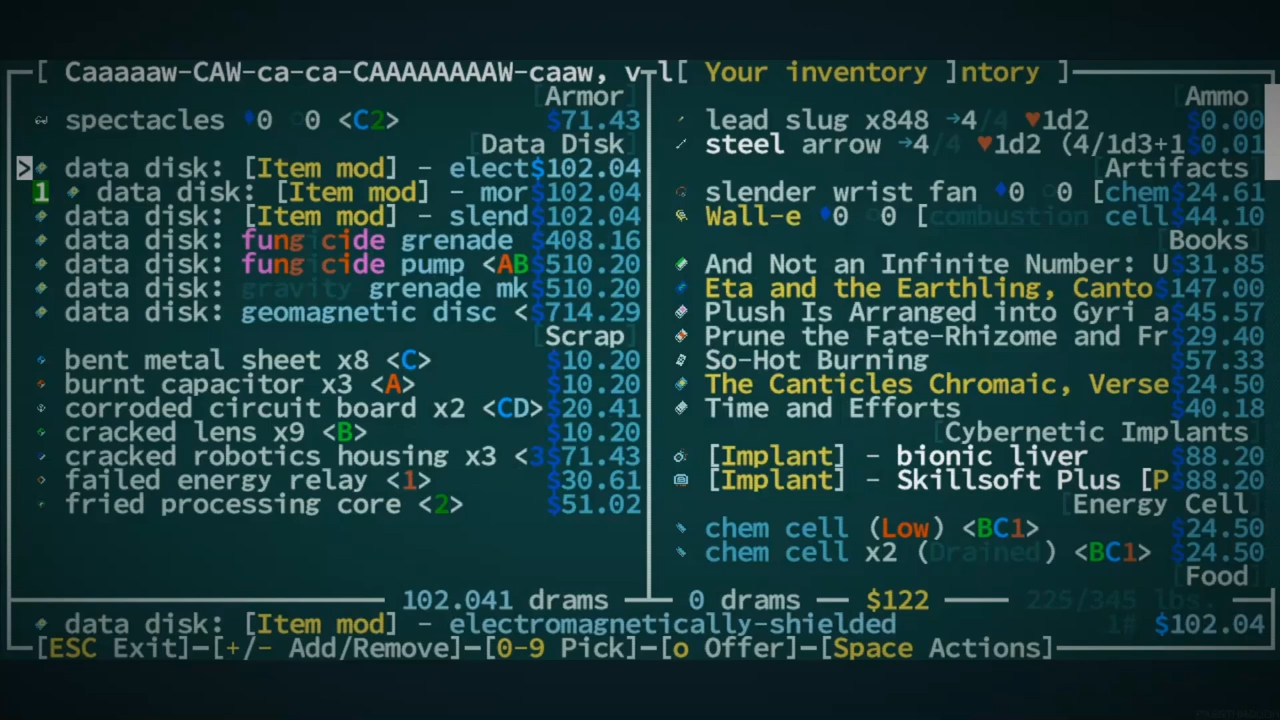 [ Caaaaaw-CAW-ca-ca-CAAAAAAAAW-caaw, v
[Armor]
spectacles ♦0 ○0 <C2> $71.43
[Data Disk]
> data disk: [Item mod] - elect $102.04
1 data disk: [Item mod] - mor $102.04
data disk: [Item mod] - slend $102.04
data disk: fungicide grenade $408.16
data disk: fungicide pump <AB $510.20
data disk: gravity grenade mk $510.20
data disk: geomagnetic disc < $714.29
[Scrap]
bent metal sheet x8 <C> $10.20
burnt capacitor x3 <A> $10.20
corroded circuit board x2 <CD> $20.41
cracked lens x9 <B> $10.20
cracked robotics housing x3 <3 $71.43
failed energy relay <1> $30.61
fried processing core <2> $51.02
l[ Your inventory ]ntory ]
[Ammo]
lead slug x848 →4/4 ♥1d2 $0.00
steel arrow →4/4 ♥1d2 (4/1d3+1 $0.01
[Artifacts]
slender wrist fan ♦0 ○0 [chem $24.61
Wall-e ♦0 ○0 [combustion cell $44.10
[Books]
And Not an Infinite Number: U $31.85
Eta and the Earthling, Canto $147.00
Plush Is Arranged into Gyri a $45.57
Prune the Fate-Rhizome and Fr $29.40
So-Hot Burning $57.33
The Canticles Chromaic, Verse $24.50
Time and Efforts $40.18
[Cybernetic Implants]
[Implant] - bionic liver $88.20
[Implant] - Skillsoft Plus [P $88.20
[Energy Cell]
chem cell (Low) <BC1> $24.50
chem cell x2 (Drained) <BC1> $24.50
[Food]
102.041 drams 0 drams $122 225/345 lbs.
data disk: [Item mod] - electromagnetically-shielded 1# $102.04
[ESC Exit]-[+/- Add/Remove]-[0-9 Pick]-[o Offer]-[Space Actions]